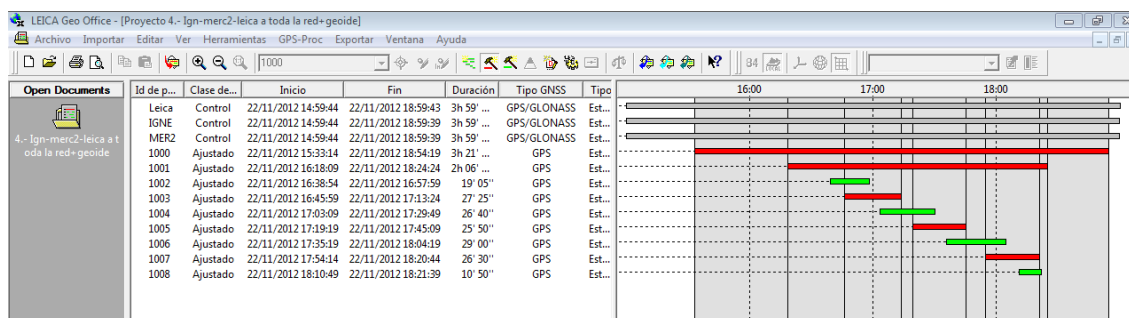 LEICA Geo Office - [Proyecto 4.- Ign-merc2-leica a toda la red+geoide]
Archivo Importar Editar Ver Herramientas GPS-Proc Exportar Ventana Ayuda
1000 84
Open Documents
4.- Ign-merc2-leica a t
oda la red+geoide
Id de p... Clase de... Inicio Fin Duración Tipo GNSS Tipo 16:00 17:00 18:00
Leica Control 22/11/2012 14:59:44 22/11/2012 18:59:43 3h 59' ... GPS/GLONASS Est...
IGNE Control 22/11/2012 14:59:44 22/11/2012 18:59:39 3h 59' ... GPS/GLONASS Est...
MER2 Control 22/11/2012 14:59:44 22/11/2012 18:59:39 3h 59' ... GPS/GLONASS Est...
1000 Ajustado 22/11/2012 15:33:14 22/11/2012 18:54:19 3h 21' ... GPS Est...
1001 Ajustado 22/11/2012 16:18:09 22/11/2012 18:24:24 2h 06' ... GPS Est...
1002 Ajustado 22/11/2012 16:38:54 22/11/2012 16:57:59 19' 05'' GPS Est...
1003 Ajustado 22/11/2012 16:45:59 22/11/2012 17:13:24 27' 25'' GPS Est...
1004 Ajustado 22/11/2012 17:03:09 22/11/2012 17:29:49 26' 40'' GPS Est...
1005 Ajustado 22/11/2012 17:19:19 22/11/2012 17:45:09 25' 50'' GPS Est...
1006 Ajustado 22/11/2012 17:35:19 22/11/2012 18:04:19 29' 00'' GPS Est...
1007 Ajustado 22/11/2012 17:54:14 22/11/2012 18:20:44 26' 30'' GPS Est...
1008 Ajustado 22/11/2012 18:10:49 22/11/2012 18:21:39 10' 50'' GPS Est...